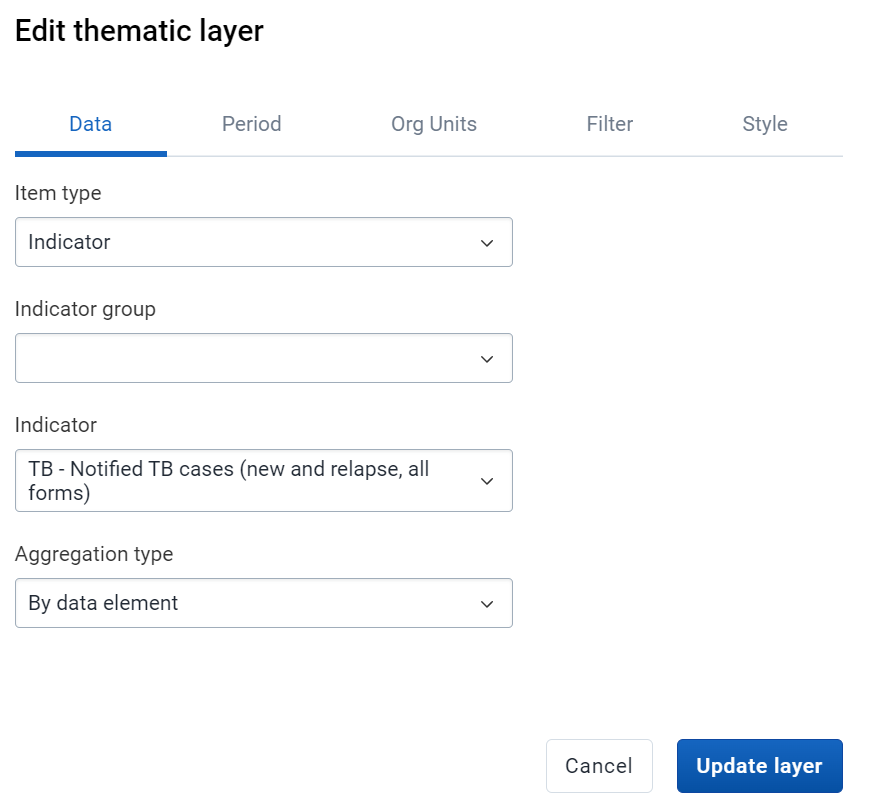 Edit thematic layer
Data Period Org Units Filter Style
Item type
Indicator
Indicator group
Indicator
TB - Notified TB cases (new and relapse, all
forms)
Aggregation type
By data element
Cancel Update layer